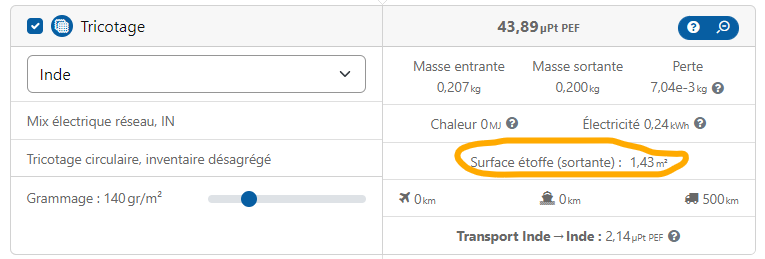 Tricotage
43,89 µPt PEF
Inde
Masse entrante Masse sortante Perte
0,207 kg 0,200 kg 7,04e-3 kg
Mix électrique réseau, IN
Chaleur 0 MJ Électricité 0,24 kWh
Tricotage circulaire, inventaire désagrégé
Surface étoffe (sortante) : 1,43 m²
Grammage : 140 gr/m²
0 km 0 km 500 km
Transport Inde → Inde : 2,14 µPt PEF